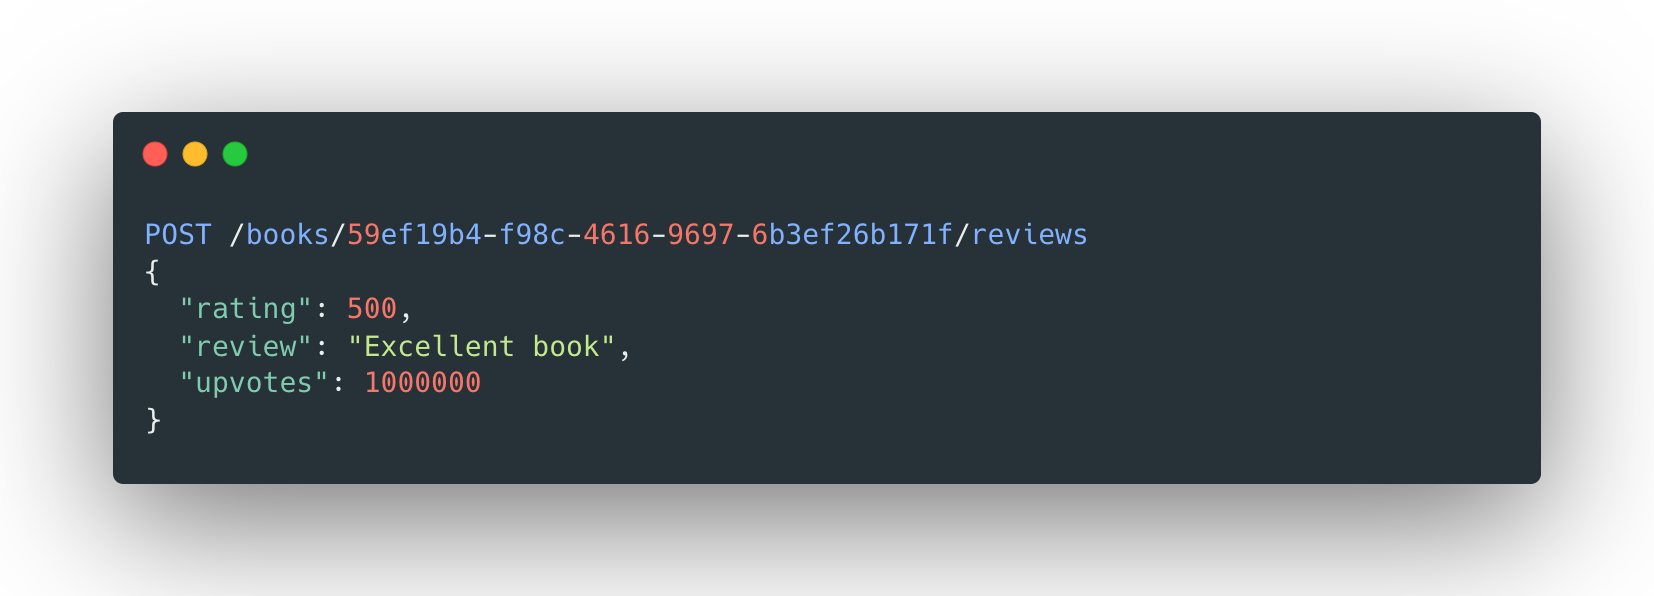 POST /books/59ef19b4-f98c-4616-9697-6b3ef26b171f/reviews
{
  "rating": 500,
  "review": "Excellent book",
  "upvotes": 1000000
}